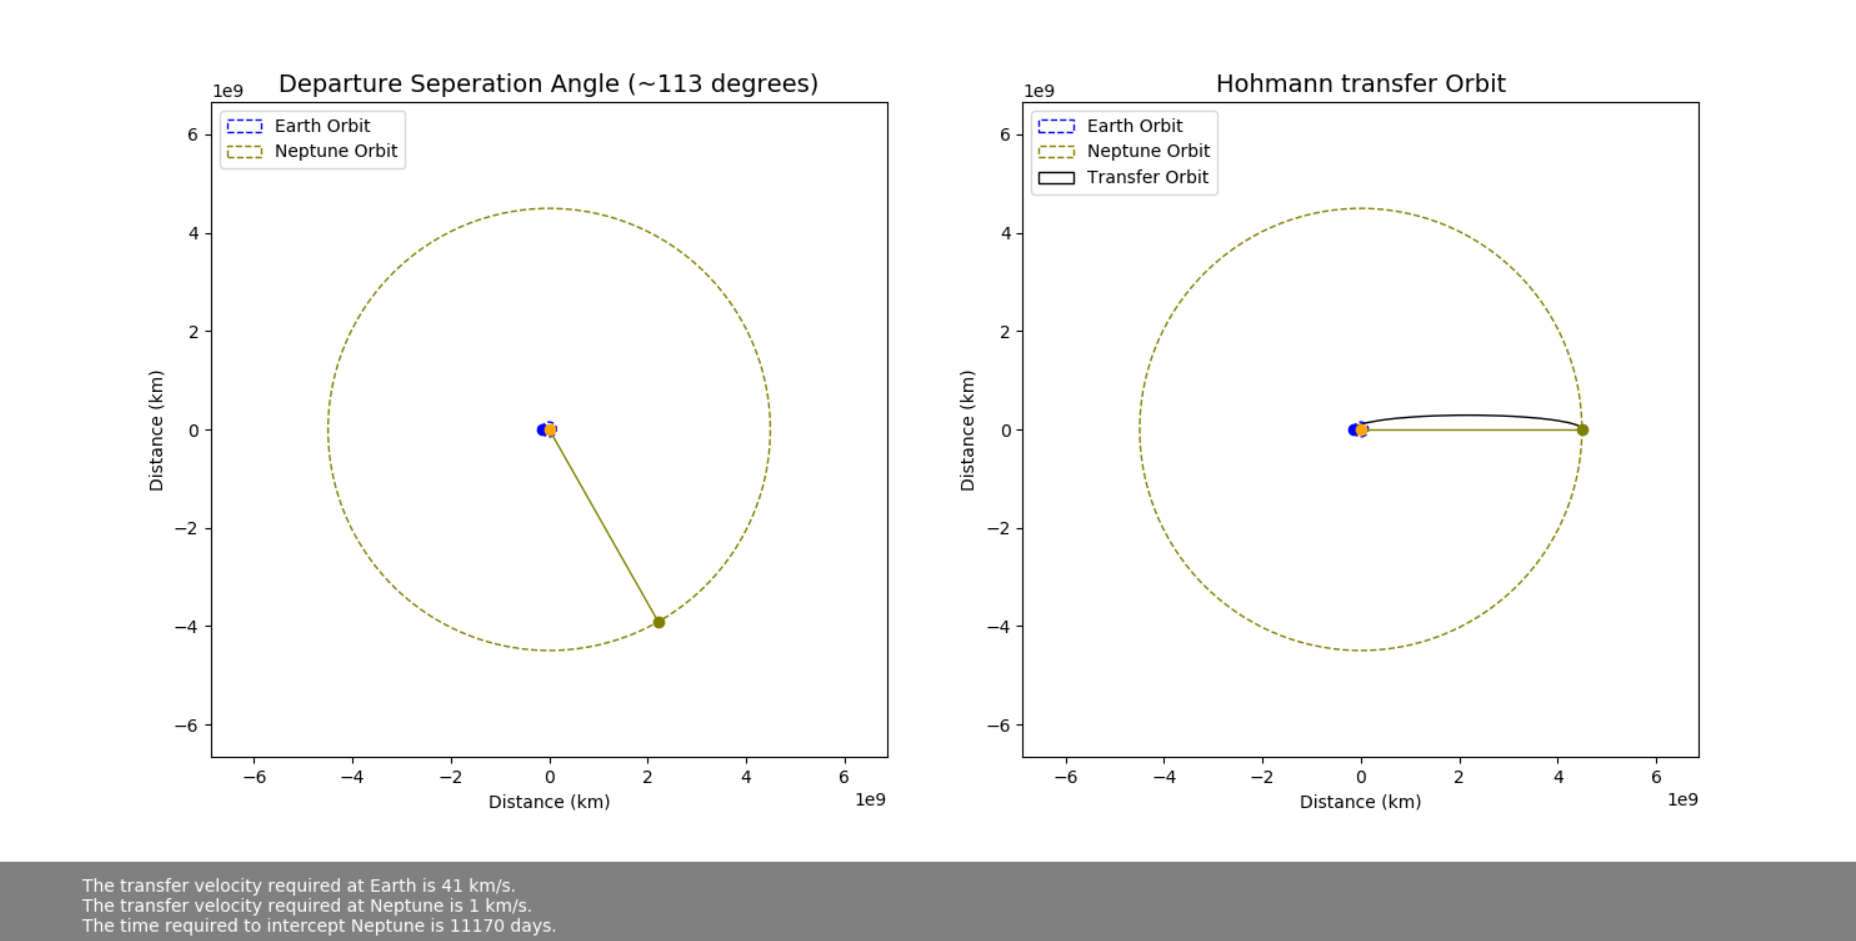 Departure Seperation Angle (~113 degrees)
1e9
Earth Orbit
Neptune Orbit
6
4
2
0
−2
−4
−6
Distance (km)
−6 −4 −2 0 2 4 6
1e9
Distance (km)
Hohmann transfer Orbit
1e9
Earth Orbit
Neptune Orbit
Transfer Orbit
6
4
2
0
−2
−4
−6
Distance (km)
−6 −4 −2 0 2 4 6
1e9
Distance (km)
The transfer velocity required at Earth is 41 km/s.
The transfer velocity required at Neptune is 1 km/s.
The time required to intercept Neptune is 11170 days.